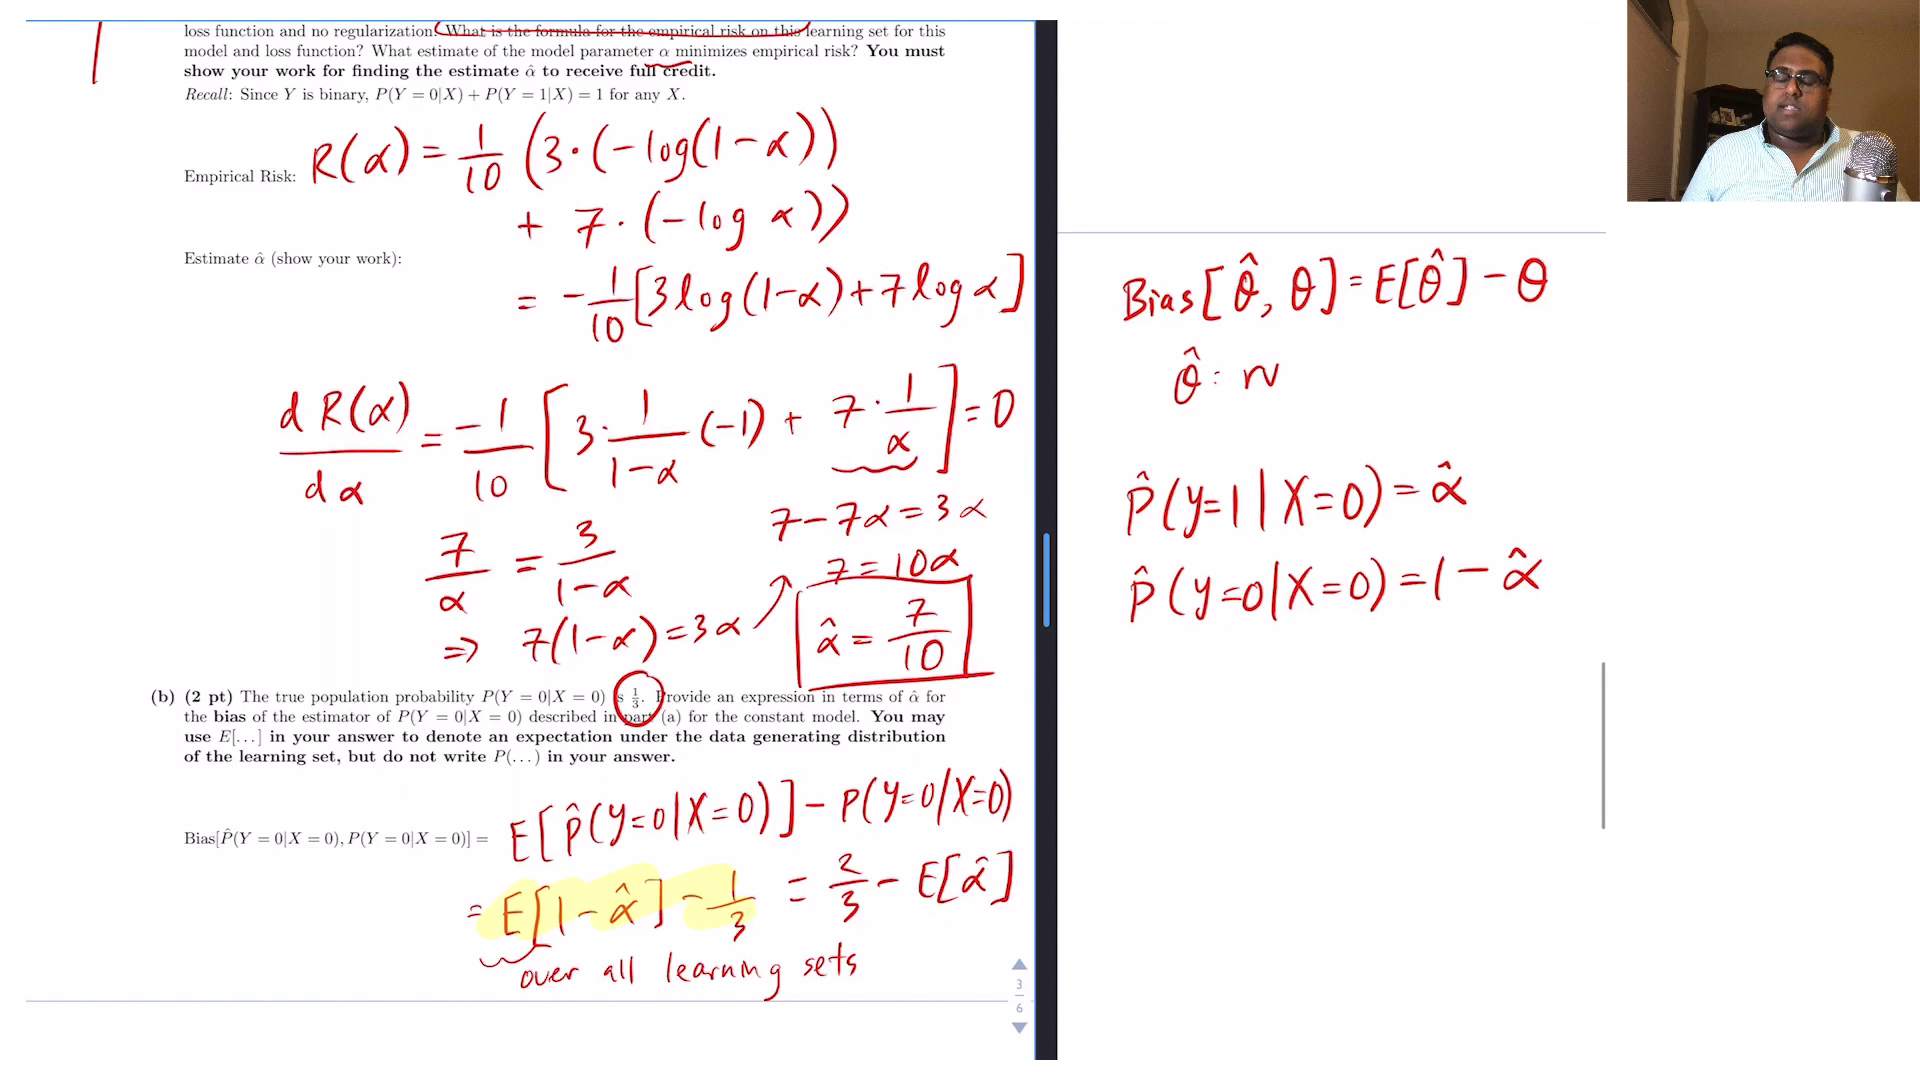 loss function and no regularization. What is the formula for the empirical risk on this learning set for this
model and loss function? What estimate of the model parameter α minimizes empirical risk? You must
show your work for finding the estimate α̂ to receive full credit.
Recall: Since Y is binary, P(Y = 0|X) + P(Y = 1|X) = 1 for any X.
Empirical Risk: R(α) = 1/10 (3·(-log(1-α))
+ 7·(-log α))
Estimate α̂ (show your work):
= -1/10 [3log(1-α)+7logα]
d R(α)/dα = -1/10 [3·1/(1-α) (-1) + 7·1/α] = 0
7/α = 3/(1-α)
⇒ 7(1-α)=3α
7-7α=3α
7=10α
α̂ = 7/10
(b) (2 pt) The true population probability P(Y = 0|X = 0) is 1/3. Provide an expression in terms of α̂ for
the bias of the estimator of P(Y = 0|X = 0) described in part (a) for the constant model. You may
use E[...] in your answer to denote an expectation under the data generating distribution
of the learning set, but do not write P(...) in your answer.
Bias[P̂(Y = 0|X = 0), P(Y = 0|X = 0)] = E[P̂(Y=0|X=0)] - P(Y=0|X=0)
= E[1-α̂] - 1/3 = 2/3 - E[α̂]
over all learning sets
3
6
Bias[θ̂, θ] = E[θ̂] - θ
θ̂:
P̂(Y=1|X=0) = α̂
P̂(Y=0|X=0) = 1-α̂